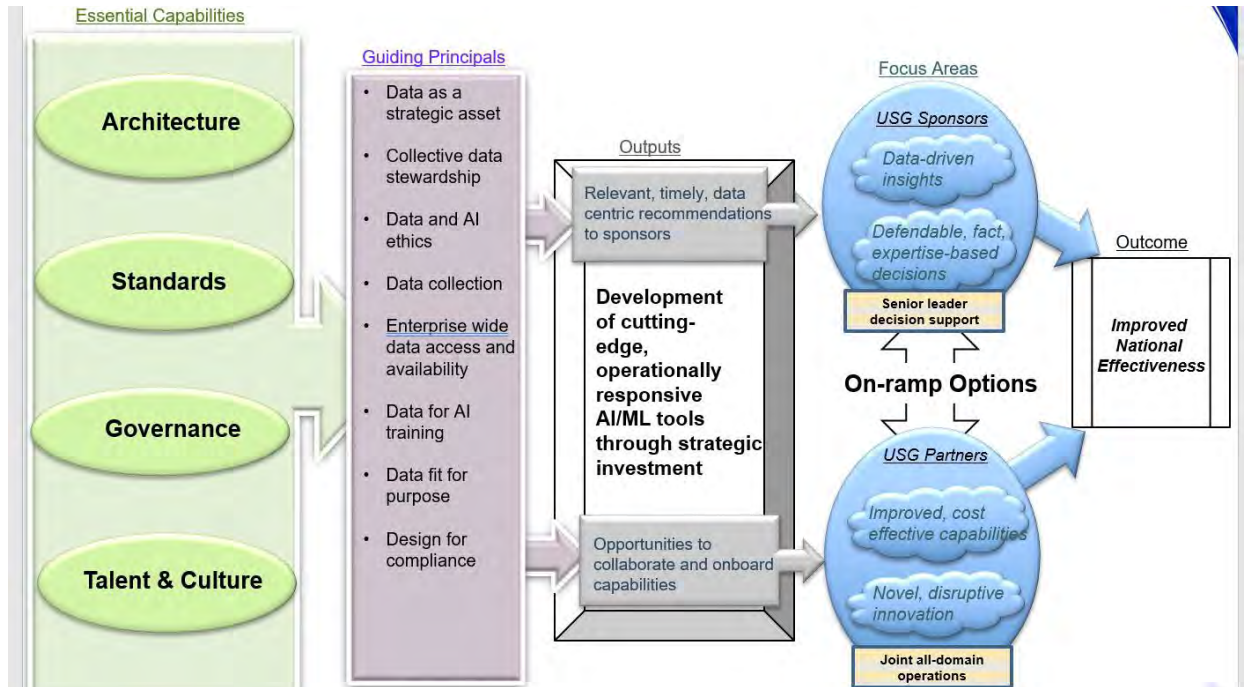 Essential Capabilities
Architecture
Standards
Governance
Talent & Culture
Guiding Principals
• Data as a
strategic asset
• Collective data
stewardship
• Data and AI
ethics
• Data collection
• Enterprise wide
data access and
availability
• Data for AI
training
• Data fit for
purpose
• Design for
compliance
Outputs
Relevant, timely, data
centric recommendations
to sponsors
Development
of cutting-
edge,
operationally
responsive
AI/ML tools
through strategic
investment
Opportunities to
collaborate and onboard
capabilities
Focus Areas
USG Sponsors
Data-driven
insights
Defendable, fact,
expertise-based
decisions
Senior leader
decision support
On-ramp Options
USG Partners
Improved, cost
effective capabilities
Novel, disruptive
innovation
Joint all-domain
operations
Outcome
Improved
National
Effectiveness